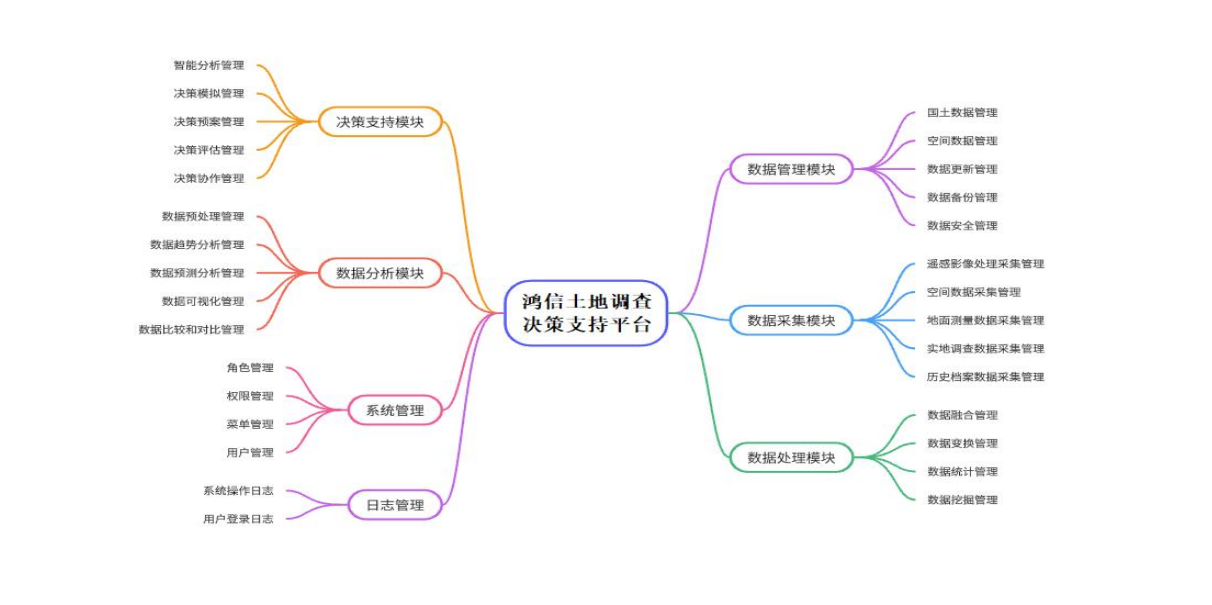 鸿信土地调查
决策支持平台
决策支持模块
智能分析管理
决策模拟管理
决策预案管理
决策评估管理
决策协作管理
数据分析模块
数据预处理管理
数据趋势分析管理
数据预测分析管理
数据可视化管理
数据比较和对比管理
系统管理
角色管理
权限管理
菜单管理
用户管理
日志管理
系统操作日志
用户登录日志
数据管理模块
国土数据管理
空间数据管理
数据更新管理
数据备份管理
数据安全管理
数据采集模块
遥感影像处理采集管理
空间数据采集管理
地面测量数据采集管理
实地调查数据采集管理
历史档案数据采集管理
数据处理模块
数据融合管理
数据变换管理
数据统计管理
数据挖掘管理